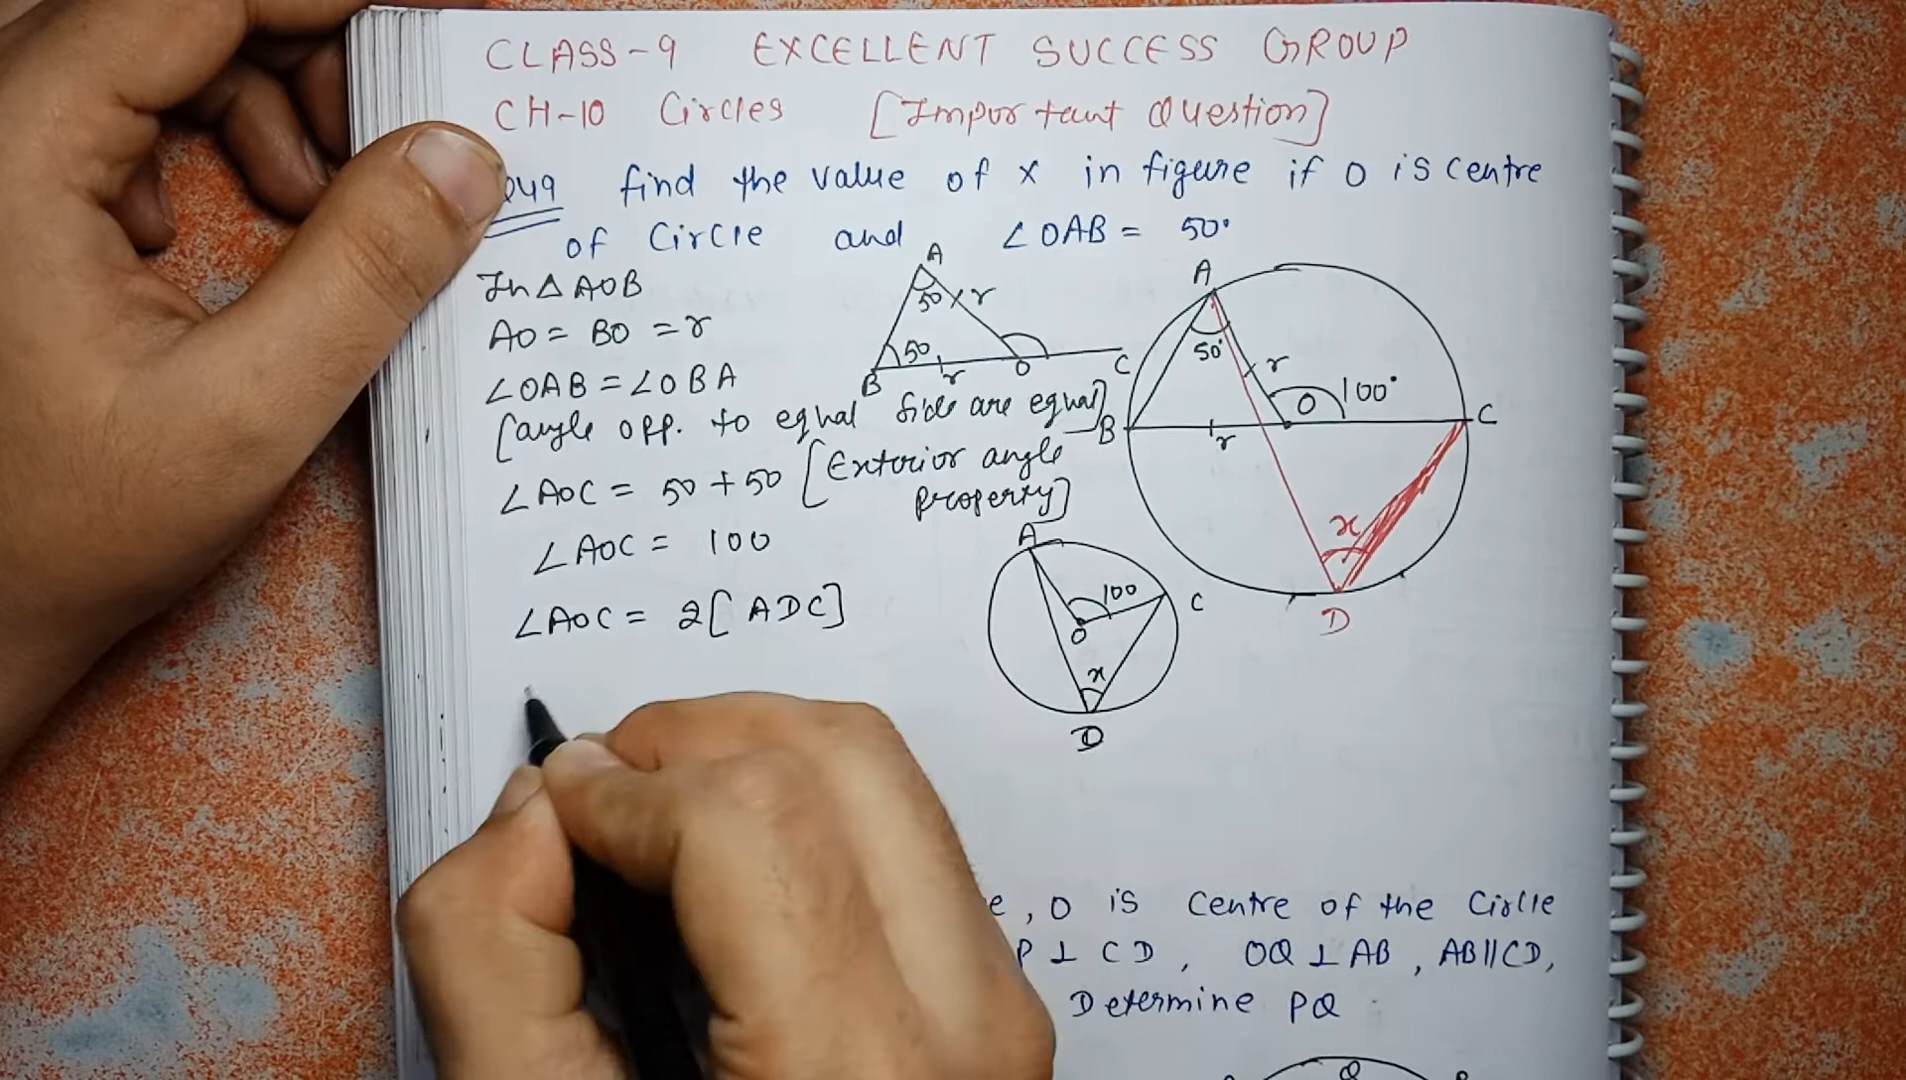 CLASS-9 EXCELLENT SUCCESS GROUP
CH-10 Circles [Important Question]
Q49 find the value of x in figure if O is centre
of Circle and ∠OAB = 50°
In △AOB
AO = BO = r
∠OAB = ∠OBA
[angle opp. to equal side are equal]
∠AOC = 50 + 50 [Exterior angle
property]
∠AOC = 100
∠AOC = 2[ADC]
A
50 r
50
B r O C
A
50° r
O 100°
B r C
x
D
A
100 C
O
x
D
, O is Centre of the Circle
P ⊥ CD, OQ ⊥ AB, AB||CD,
Determine PQ
Q